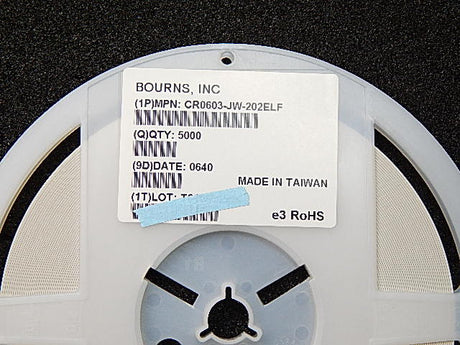 BOURNS, INC
(1P)MPN: CR0603-JW-202ELF
(Q)QTY: 5000
(9D)DATE: 0640
MADE IN TAIWAN
(1T)LOT:
e3 RoHS